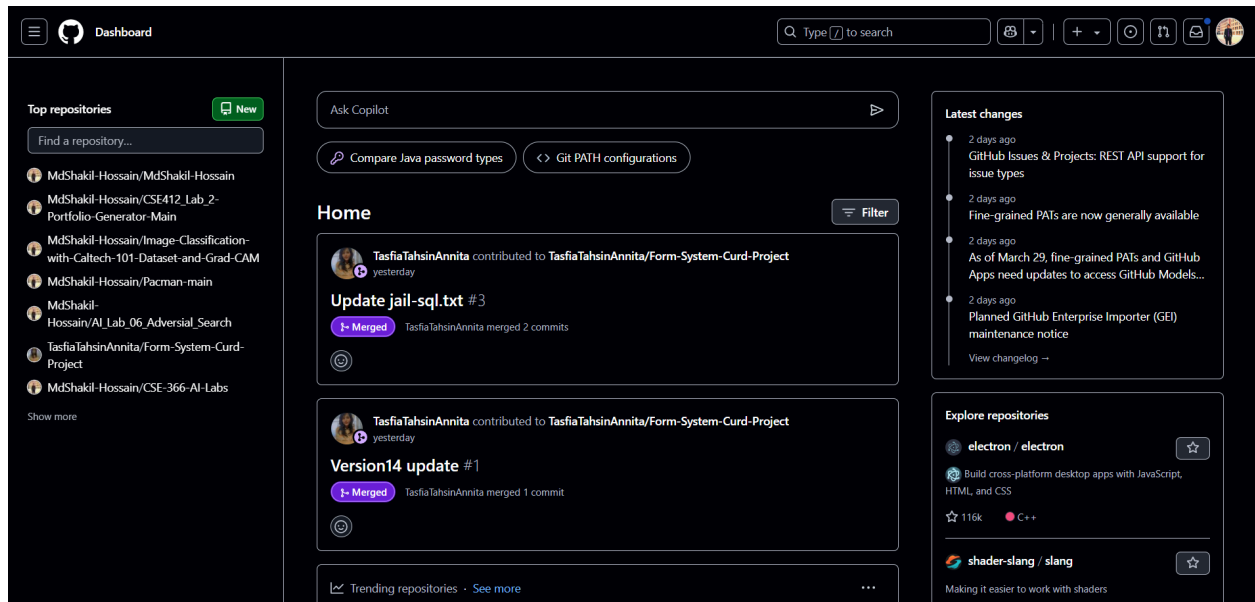 Dashboard
Type / to search
Top repositories
New
Find a repository...
MdShakil-Hossain/MdShakil-Hossain
MdShakil-Hossain/CSE412_Lab_2-
Portfolio-Generator-Main
MdShakil-Hossain/Image-Classification-
with-Caltech-101-Dataset-and-Grad-CAM
MdShakil-Hossain/Pacman-main
MdShakil-
Hossain/AI_Lab_06_Adversial_Search
TasfiaTahsinAnnita/Form-System-Curd-
Project
MdShakil-Hossain/CSE-366-AI-Labs
Show more
Ask Copilot
Compare Java password types
Git PATH configurations
Home
Filter
TasfiaTahsinAnnita contributed to TasfiaTahsinAnnita/Form-System-Curd-Project
yesterday
Update jail-sql.txt #3
Merged TasfiaTahsinAnnita merged 2 commits
TasfiaTahsinAnnita contributed to TasfiaTahsinAnnita/Form-System-Curd-Project
yesterday
Version14 update #1
Merged TasfiaTahsinAnnita merged 1 commit
Trending repositories · See more
Latest changes
2 days ago
GitHub Issues & Projects: REST API support for
issue types
2 days ago
Fine-grained PATs are now generally available
2 days ago
As of March 29, fine-grained PATs and GitHub
Apps need updates to access GitHub Models...
2 days ago
Planned GitHub Enterprise Importer (GEI)
maintenance notice
View changelog →
Explore repositories
electron / electron
Build cross-platform desktop apps with JavaScript,
HTML, and CSS
116k C++
shader-slang / slang
Making it easier to work with shaders